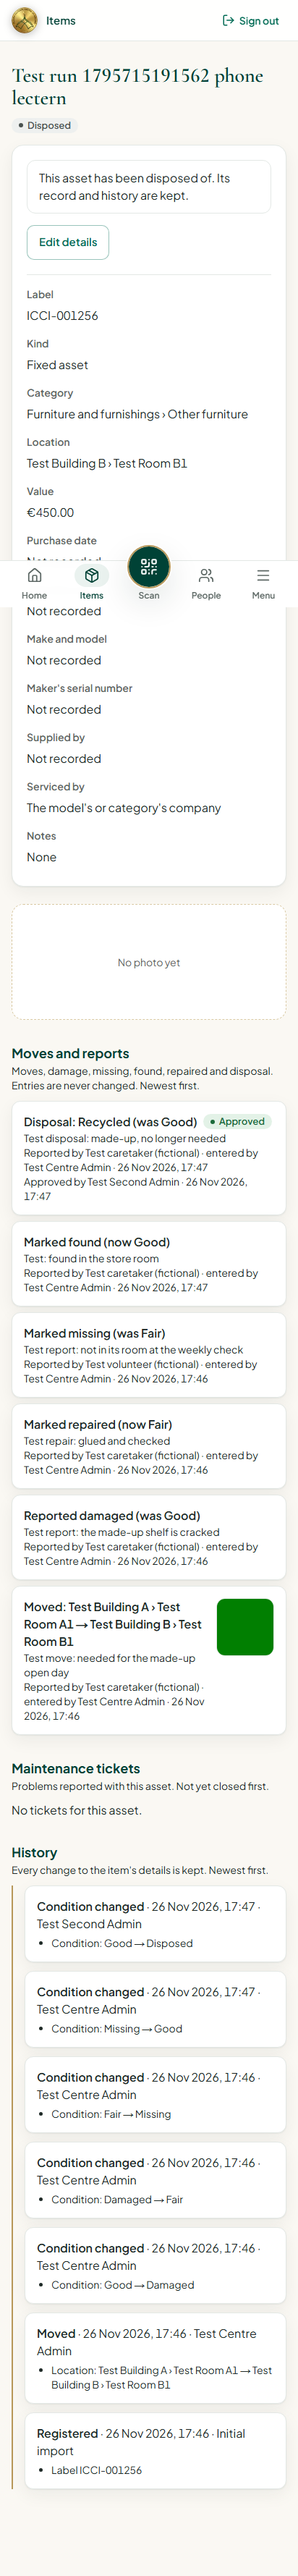 Items
Sign out
Test run 1795715191562 phone
lectern
Disposed
This asset has been disposed of. Its
record and history are kept.
Edit details
Label
ICCI-001256
Kind
Fixed asset
Category
Furniture and furnishings › Other furniture
Location
Test Building B › Test Room B1
Value
€450.00
Purchase date
Home
Items
Scan
People
Menu
Not recorded
Make and model
Not recorded
Maker's serial number
Not recorded
Supplied by
Not recorded
Serviced by
The model's or category's company
Notes
None
No photo yet
Moves and reports
Moves, damage, missing, found, repaired and disposal.
Entries are never changed. Newest first.
Disposal: Recycled (was Good)
Approved
Test disposal: made-up, no longer needed
Reported by Test caretaker (fictional) · entered by
Test Centre Admin · 26 Nov 2026, 17:47
Approved by Test Second Admin · 26 Nov 2026,
17:47
Marked found (now Good)
Test: found in the store room
Reported by Test caretaker (fictional) · entered by
Test Centre Admin · 26 Nov 2026, 17:47
Marked missing (was Fair)
Test report: not in its room at the weekly check
Reported by Test volunteer (fictional) · entered by
Test Centre Admin · 26 Nov 2026, 17:46
Marked repaired (now Fair)
Test repair: glued and checked
Reported by Test caretaker (fictional) · entered by
Test Centre Admin · 26 Nov 2026, 17:46
Reported damaged (was Good)
Test report: the made-up shelf is cracked
Reported by Test caretaker (fictional) · entered by
Test Centre Admin · 26 Nov 2026, 17:46
Moved: Test Building A › Test
Room A1 → Test Building B › Test
Room B1
Test move: needed for the made-up
open day
Reported by Test caretaker (fictional) ·
entered by Test Centre Admin · 26 Nov
2026, 17:46
Maintenance tickets
Problems reported with this asset. Not yet closed first.
No tickets for this asset.
History
Every change to the item's details is kept. Newest first.
Condition changed · 26 Nov 2026, 17:47 ·
Test Second Admin
• Condition: Good → Disposed
Condition changed · 26 Nov 2026, 17:47 ·
Test Centre Admin
• Condition: Missing → Good
Condition changed · 26 Nov 2026, 17:46 ·
Test Centre Admin
• Condition: Fair → Missing
Condition changed · 26 Nov 2026, 17:46 ·
Test Centre Admin
• Condition: Damaged → Fair
Condition changed · 26 Nov 2026, 17:46 ·
Test Centre Admin
• Condition: Good → Damaged
Moved · 26 Nov 2026, 17:46 · Test Centre
Admin
• Location: Test Building A › Test Room A1 → Test
Building B › Test Room B1
Registered · 26 Nov 2026, 17:46 · Initial
import
• Label ICCI-001256